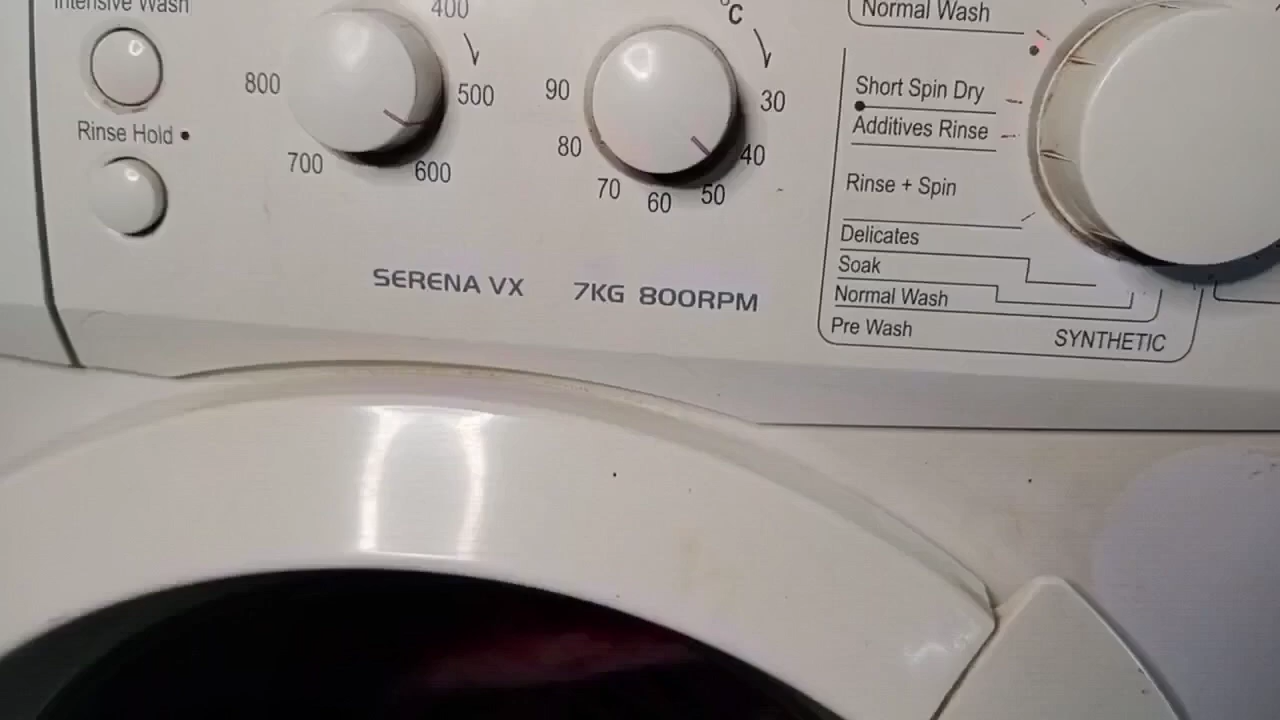 Intensive Wash
Rinse Hold
400
500
600
700
800
°C
30
40
50
60
70
80
90
SERENA VX 7KG 800RPM
Normal Wash
Short Spin Dry
Additives Rinse
Rinse + Spin
Delicates
Soak
Normal Wash
Pre Wash
SYNTHETIC